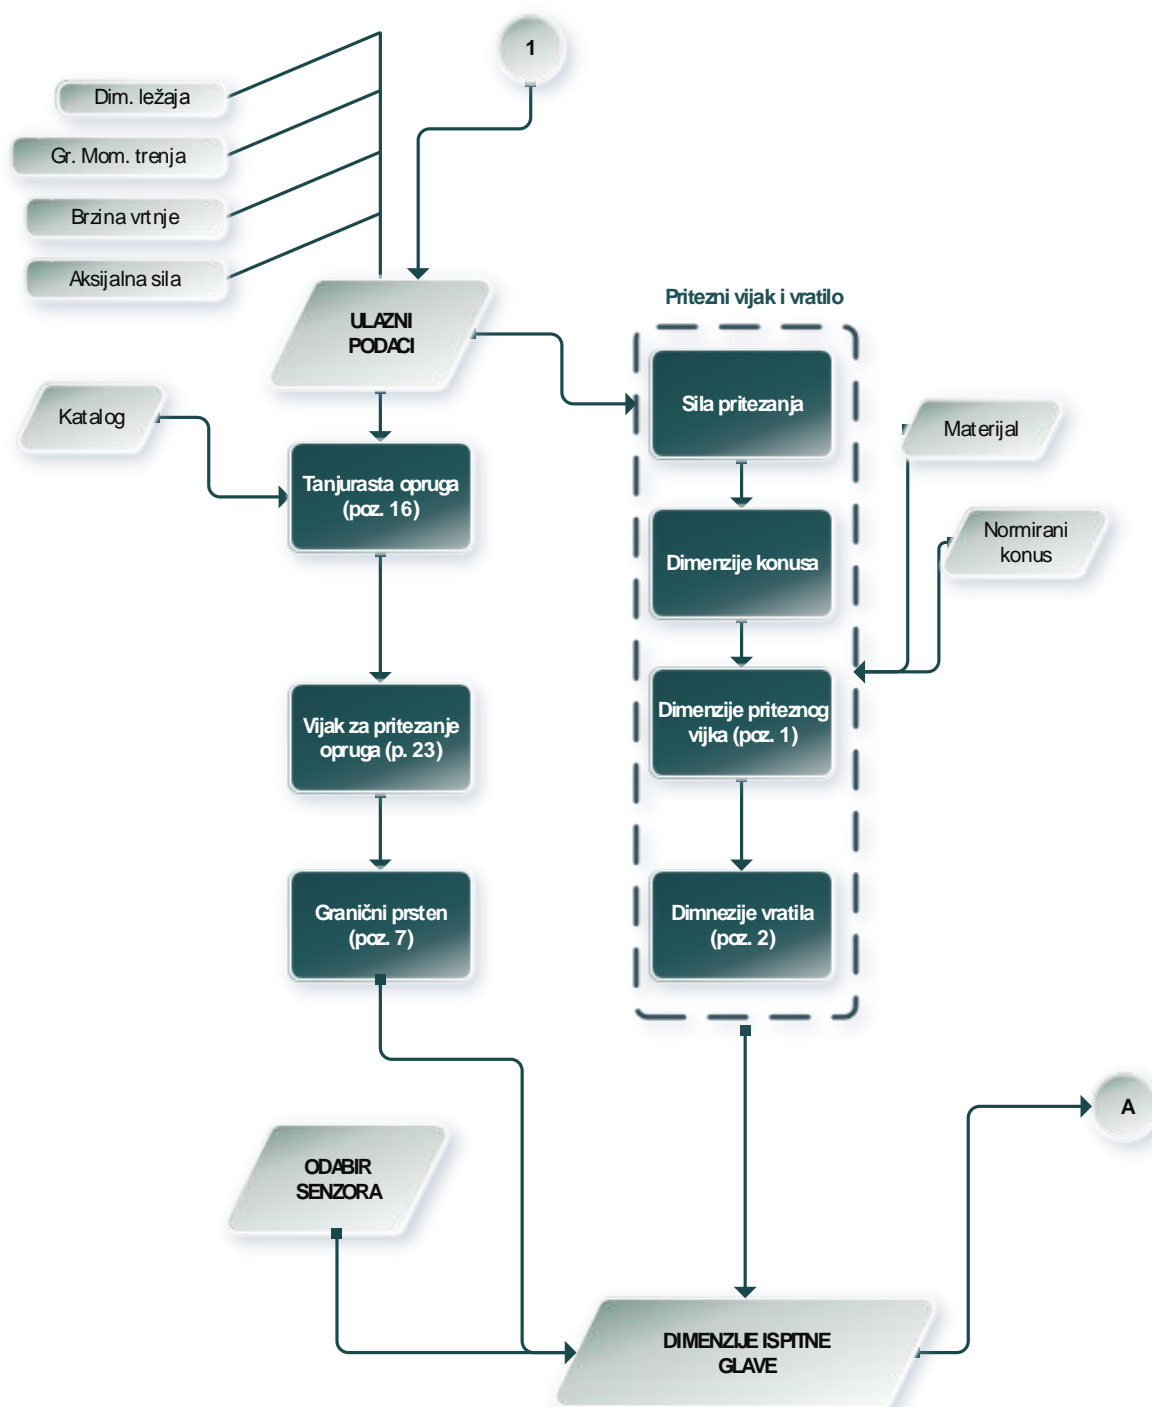 1
Dim. ležaja
Gr. Mom. trenja
Brzina vrtnje
Aksijalna sila
ULAZNI
PODACI
Pritezni vijak i vratilo
Sila pritezanja
Katalog
Materijal
Tanjurasta opruga
(poz. 16)
Normirani
konus
Dimenzije konusa
Vijak za pritezanje
opruga (p. 23)
Dimenzije priteznog
vijka (poz. 1)
Granični prsten
(poz. 7)
Dimnezije vratila
(poz. 2)
A
ODABIR
SENZORA
DIMENZIJE ISPITNE
GLAVE